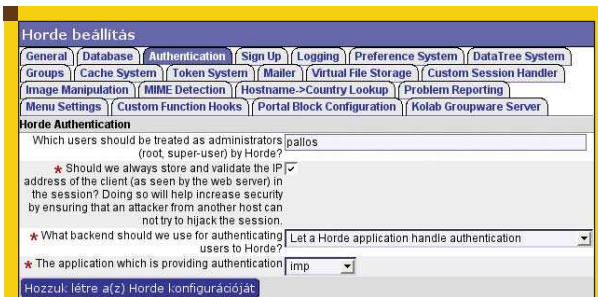 Horde beállítás
General Database Authentication Sign Up Logging Preference System DataTree System
Groups Cache System Token System Mailer Virtual File Storage Custom Session Handler
Image Manipulation MIME Detection Hostname->Country Lookup Problem Reporting
Menu Settings Custom Function Hooks Portal Block Configuration Kolab Groupware Server
Horde Authentication
Which users should be treated as administrators pallos
(root, super-user) by Horde?
* Should we always store and validate the IP
address of the client (as seen by the web server) in
the session? Doing so will help increase security
by ensuring that an attacker from another host can
not try to hijack the session.
* What backend should we use for authenticating Let a Horde application handle authentication
users to Horde?
* The application which is providing authentication imp
Hozzuk létre a(z) Horde konfigurációját